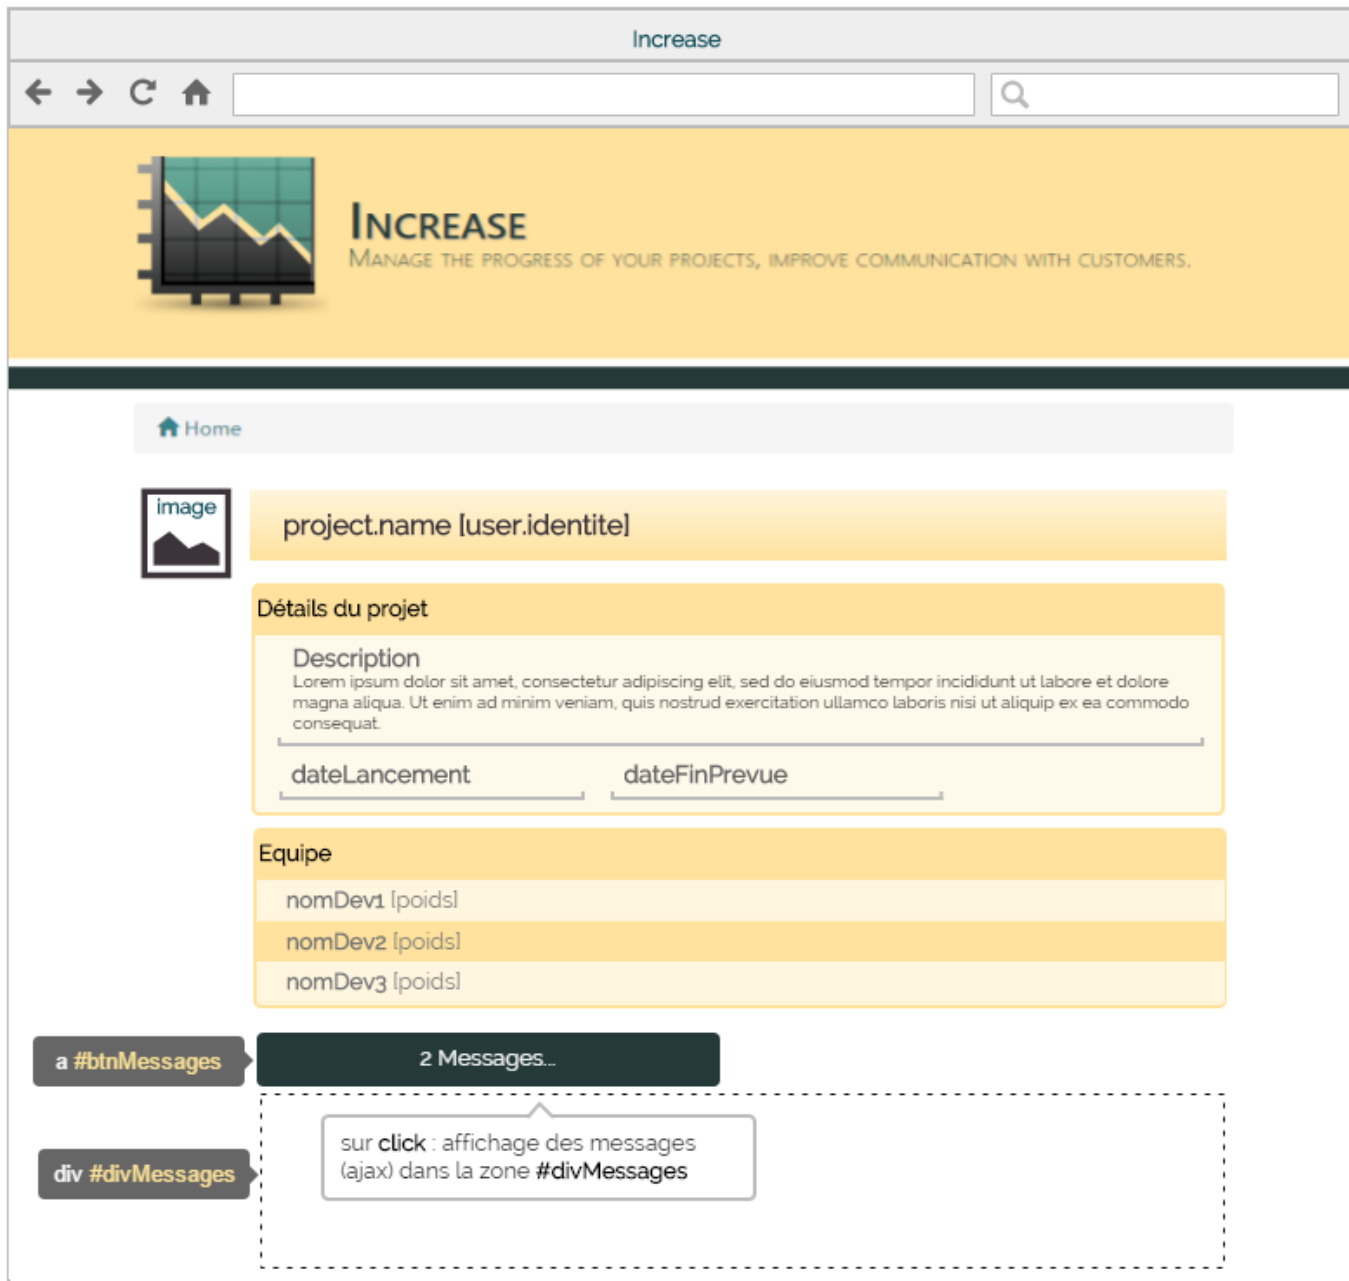 Increase
INCREASE
MANAGE THE PROGRESS OF YOUR PROJECTS, IMPROVE COMMUNICATION WITH CUSTOMERS.
Home
image
project.name [user.identite]
Détails du projet
Description
Lorem ipsum dolor sit amet, consectetur adipiscing elit, sed do eiusmod tempor incididunt ut labore et dolore
magna aliqua. Ut enim ad minim veniam, quis nostrud exercitation ullamco laboris nisi ut aliquip ex ea commodo
consequat.
dateLancement dateFinPrevue
Equipe
nomDev1 [poids]
nomDev2 [poids]
nomDev3 [poids]
a #btnMessages
2 Messages...
sur click : affichage des messages
(ajax) dans la zone #divMessages
div #divMessages